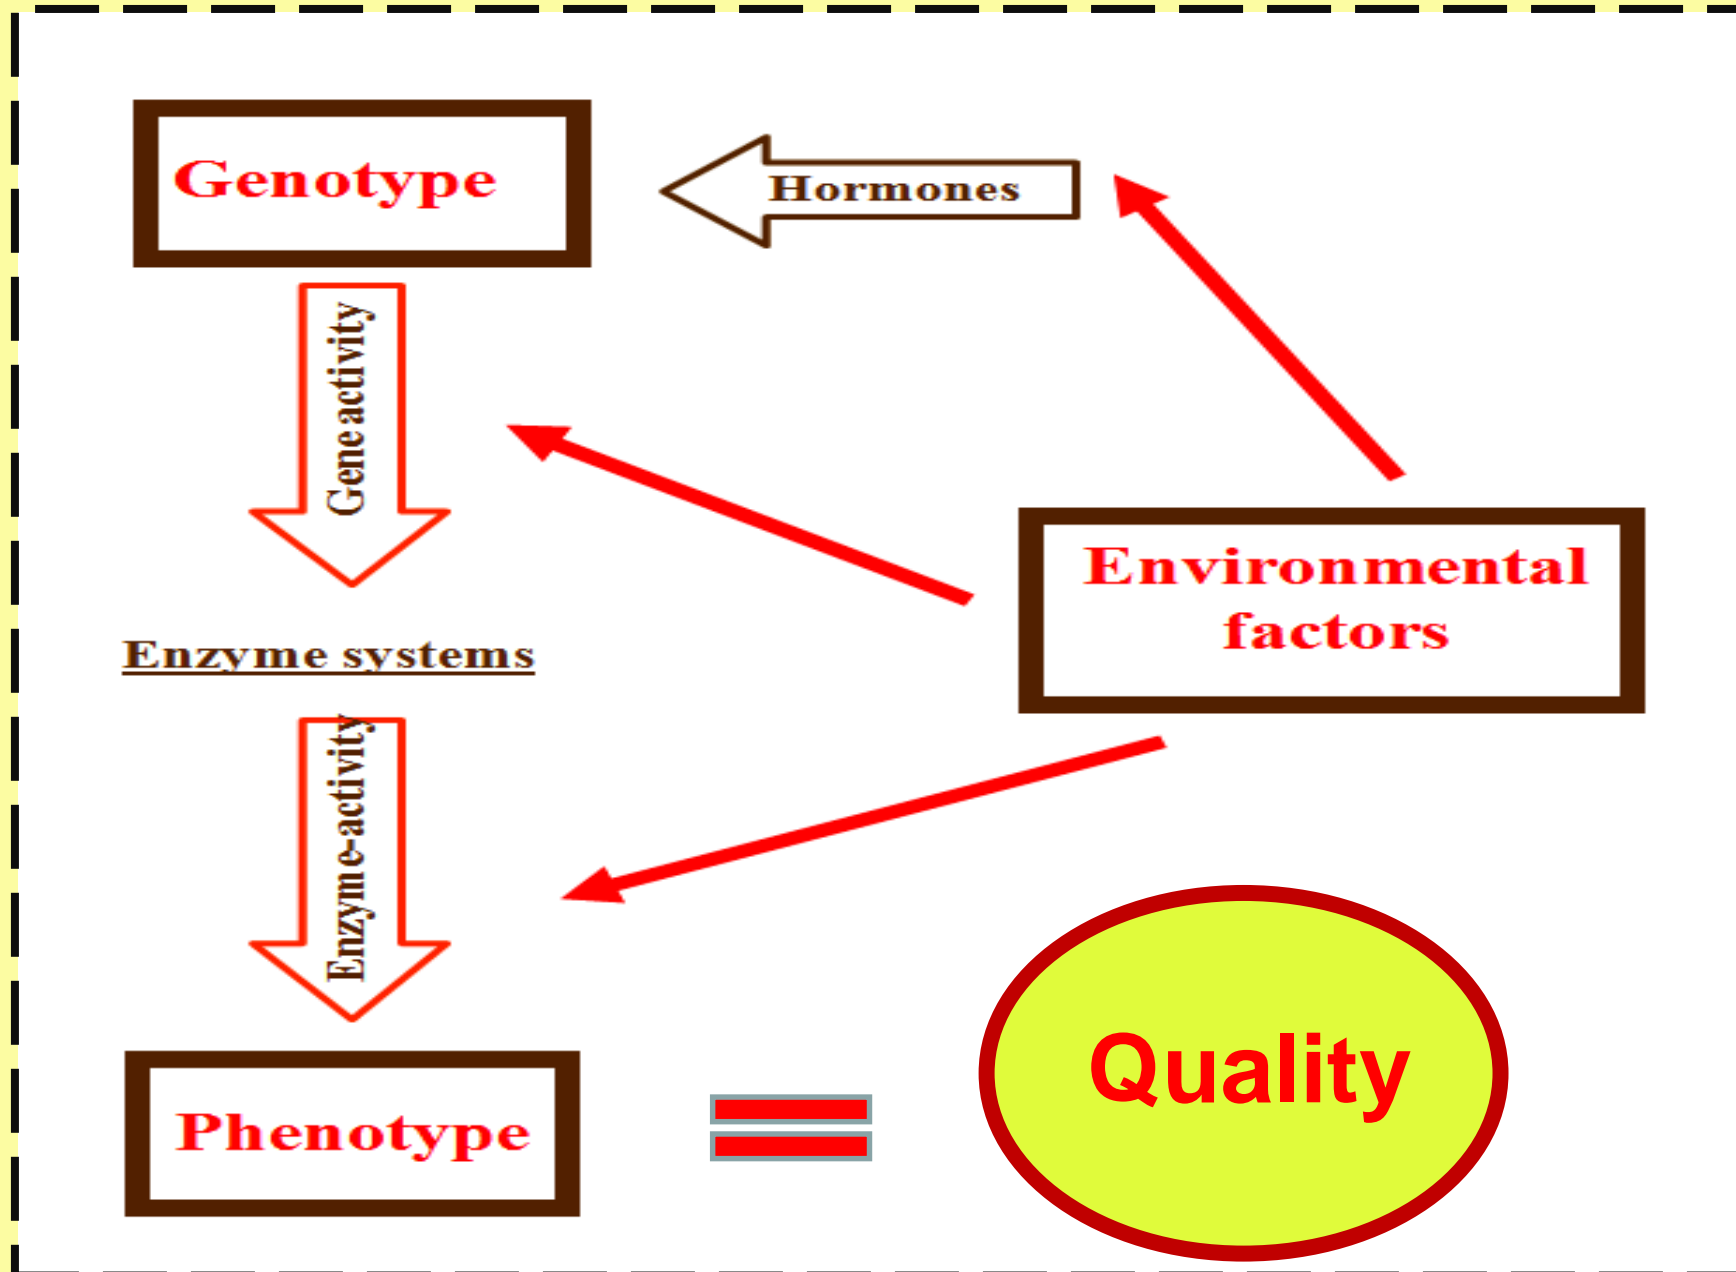 Genotype
Hormones
Gene activity
Enzyme systems
Environmental
factors
Enzyme-activity
Phenotype
Quality